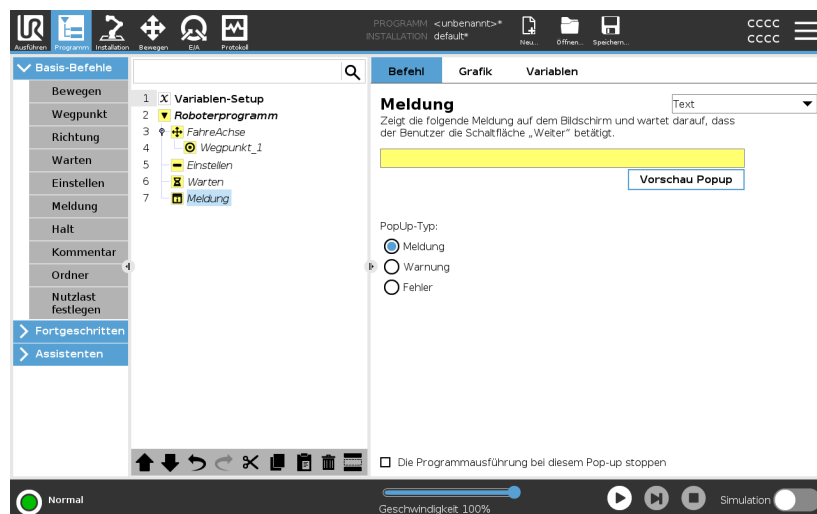 PROGRAMM <unbenannt>*
INSTALLATION default*
CCCC
CCCC
Ausführen Programm Installation Bewegen E/A Protokoll Neu... Öffnen... Speichern...
Basis-Befehle
Bewegen
Wegpunkt
Richtung
Warten
Einstellen
Meldung
Halt
Kommentar
Ordner
Nutzlast
festlegen
Fortgeschritten
Assistenten
1 Variablen-Setup
2 Roboterprogramm
3 FahreAchse
4 Wegpunkt_1
5 Einstellen
6 Warten
7 Meldung
Befehl Grafik Variablen
Meldung
Text
Zeigt die folgende Meldung auf dem Bildschirm und wartet darauf, dass
der Benutzer die Schaltfläche „Weiter“ betätigt.
Vorschau Popup
PopUp-Typ:
Meldung
Warnung
Fehler
Die Programmausführung bei diesem Pop-up stoppen
Normal
Geschwindigkeit 100%
Simulation